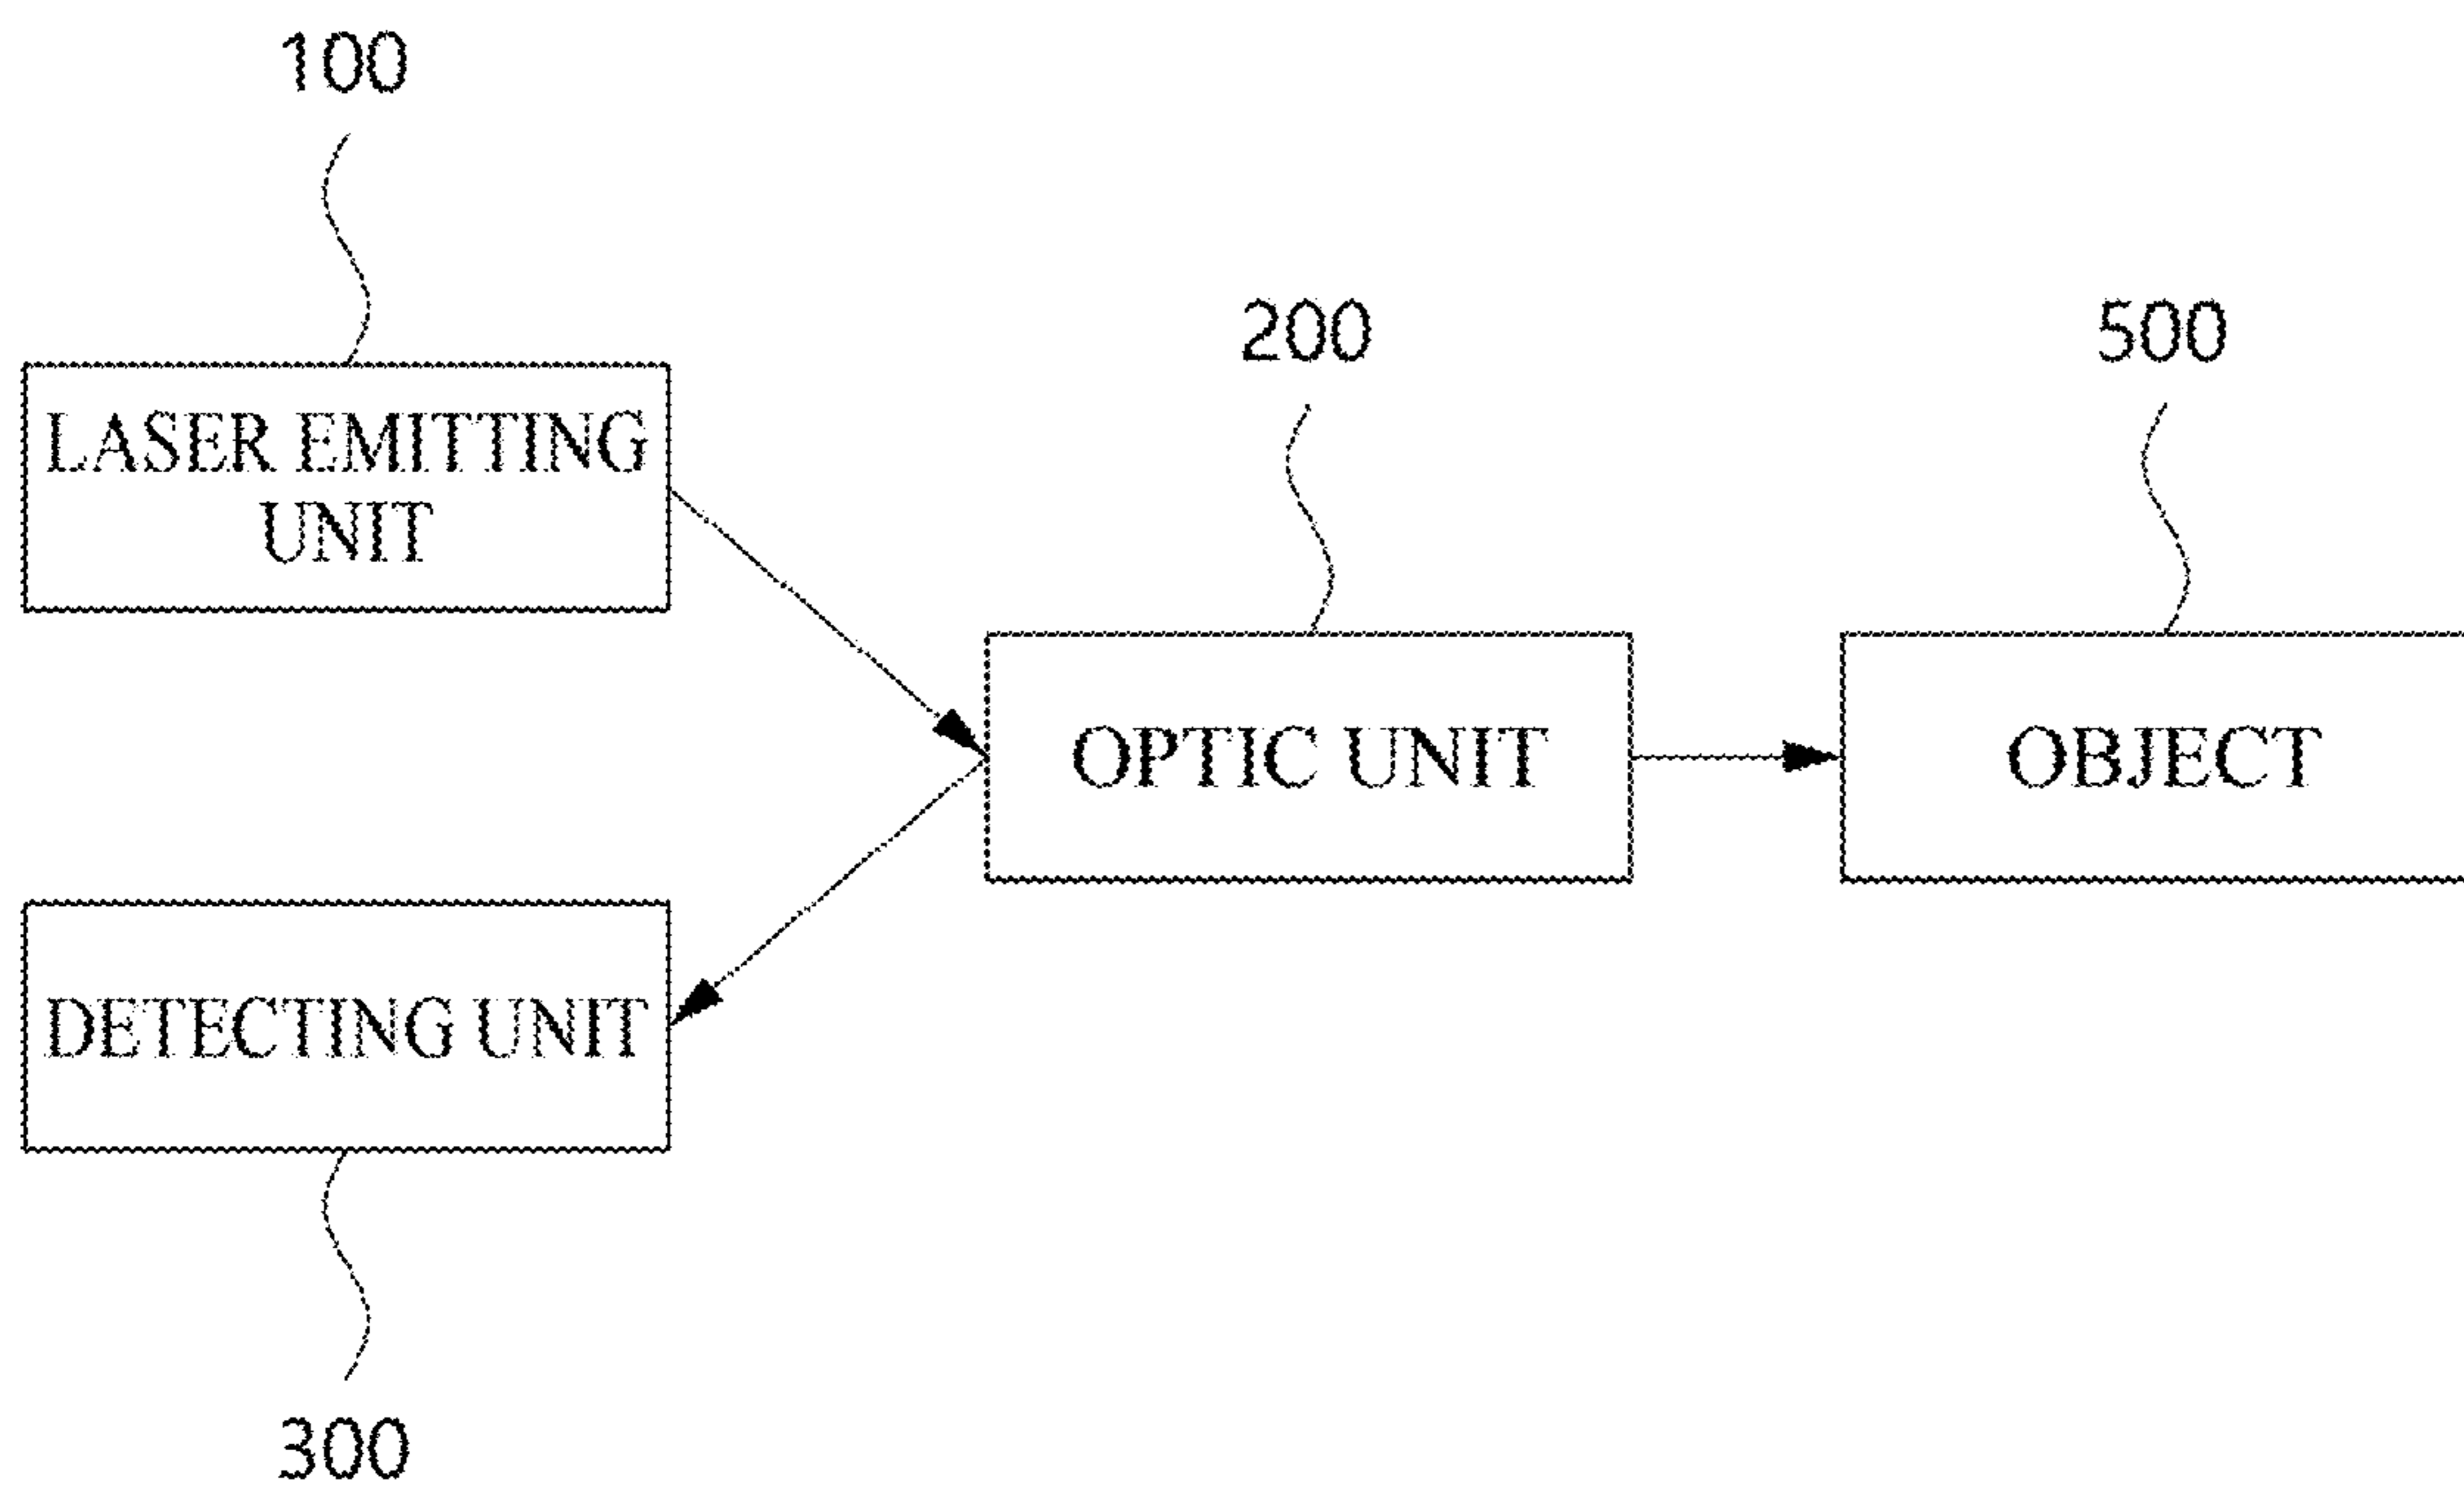 100
LASER EMITTING
UNIT
200
OPTIC UNIT
500
OBJECT
DETECTING UNIT
300